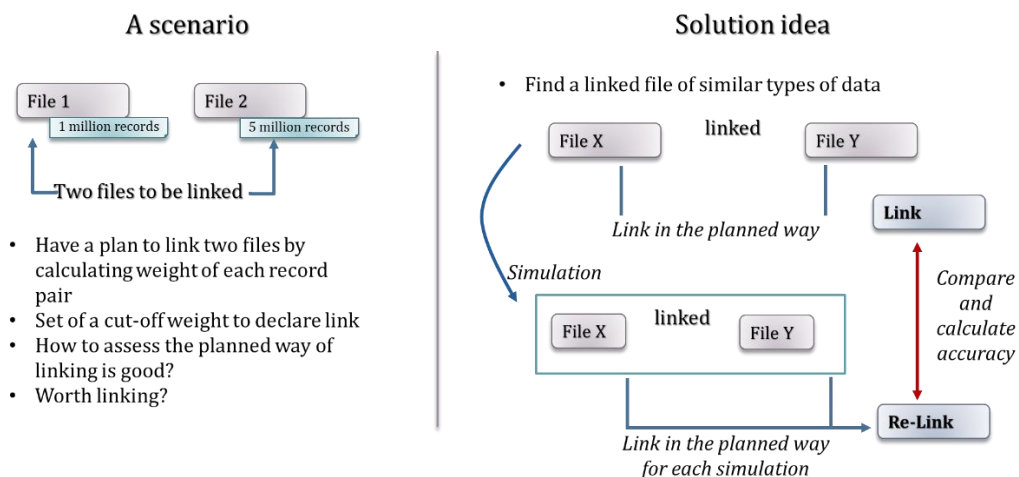 A scenario
File 1
1 million records
File 2
5 million records
Two files to be linked
• Have a plan to link two files by
calculating weight of each record
pair
• Set of a cut-off weight to declare link
• How to assess the planned way of
linking is good?
• Worth linking?
Solution idea
• Find a linked file of similar types of data
File X
linked
File Y
Link in the planned way
Link
Simulation
Compare
and
calculate
accuracy
File X
linked
File Y
Re-Link
Link in the planned way
for each simulation